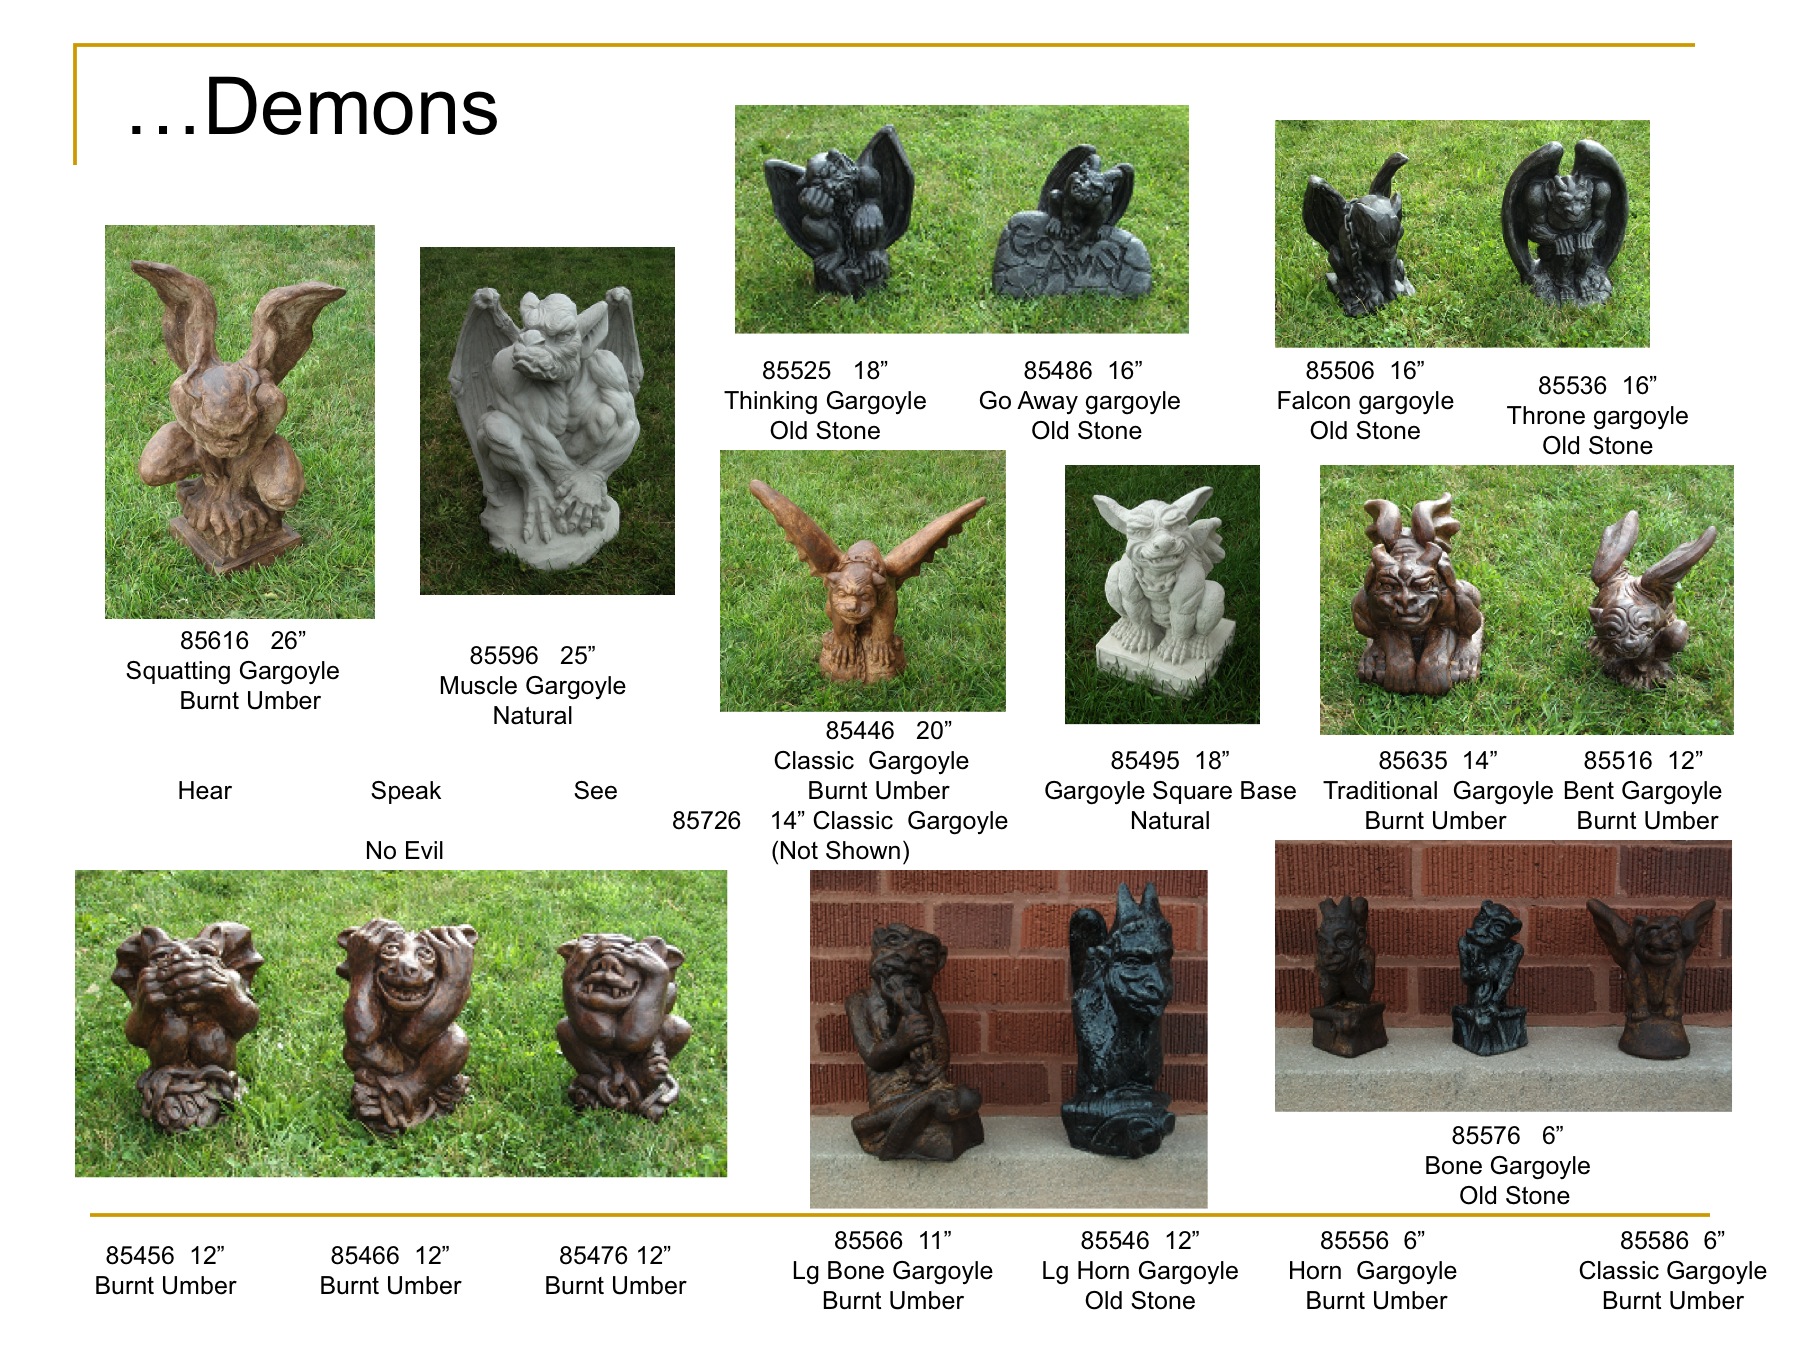 …Demons
GO
AWAY
85525 18”
Thinking Gargoyle
Old Stone
85486 16”
Go Away gargoyle
Old Stone
85506 16”
Falcon gargoyle
Old Stone
85536 16”
Throne gargoyle
Old Stone
85616 26”
Squatting Gargoyle
Burnt Umber
85596 25”
Muscle Gargoyle
Natural
85446 20”
Classic Gargoyle
Burnt Umber
85726 14” Classic Gargoyle
(Not Shown)
85495 18”
Gargoyle Square Base
Natural
85635 14”
Traditional Gargoyle
Burnt Umber
85516 12”
Bent Gargoyle
Burnt Umber
Hear Speak See
No Evil
85576 6”
Bone Gargoyle
Old Stone
85456 12”
Burnt Umber
85466 12”
Burnt Umber
85476 12”
Burnt Umber
85566 11”
Lg Bone Gargoyle
Burnt Umber
85546 12”
Lg Horn Gargoyle
Old Stone
85556 6”
Horn Gargoyle
Burnt Umber
85586 6”
Classic Gargoyle
Burnt Umber